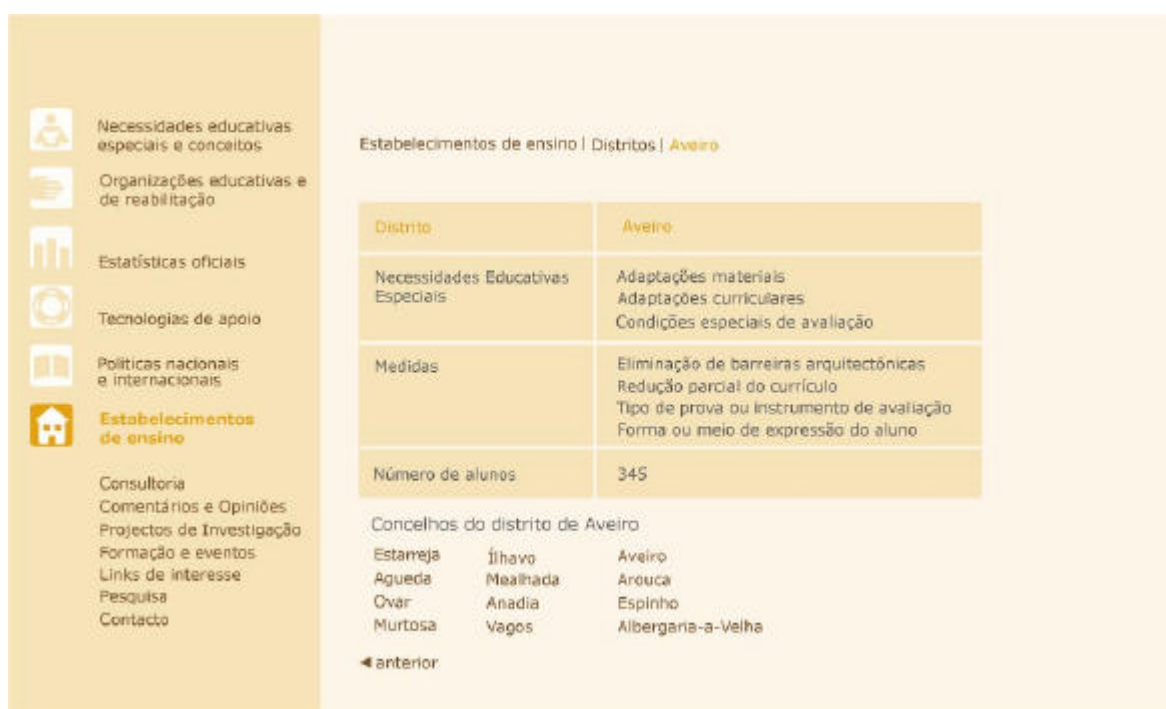 Necessidades educativas
especiais e conceitos
Organizações educativas e
de reabilitação
Estatísticas oficiais
Tecnologias de apoio
Politicas nacionais
e internacionais
Estabelecimentos
de ensino
Consultoria
Comentários e Opiniões
Projectos de Investigação
Formação e eventos
Links de interesse
Pesquisa
Contacto
Estabelecimentos de ensino | Distritos | Aveiro
Distrito Aveiro
Necessidades Educativas
Especiais
Adaptações materiais
Adaptações curriculares
Condições especiais de avaliação
Medidas
Eliminação de barreiras arquitectónicas
Redução parcial do currículo
Tipo de prova ou instrumento de avaliação
Forma ou meio de expressão do aluno
Número de alunos 345
Concelhos do distrito de Aveiro
Estarreja Ílhavo Aveiro
Agueda Mealhada Arouca
Ovar Anadia Espinho
Murtosa Vagos Albergaria-a-Velha
◄ anterior